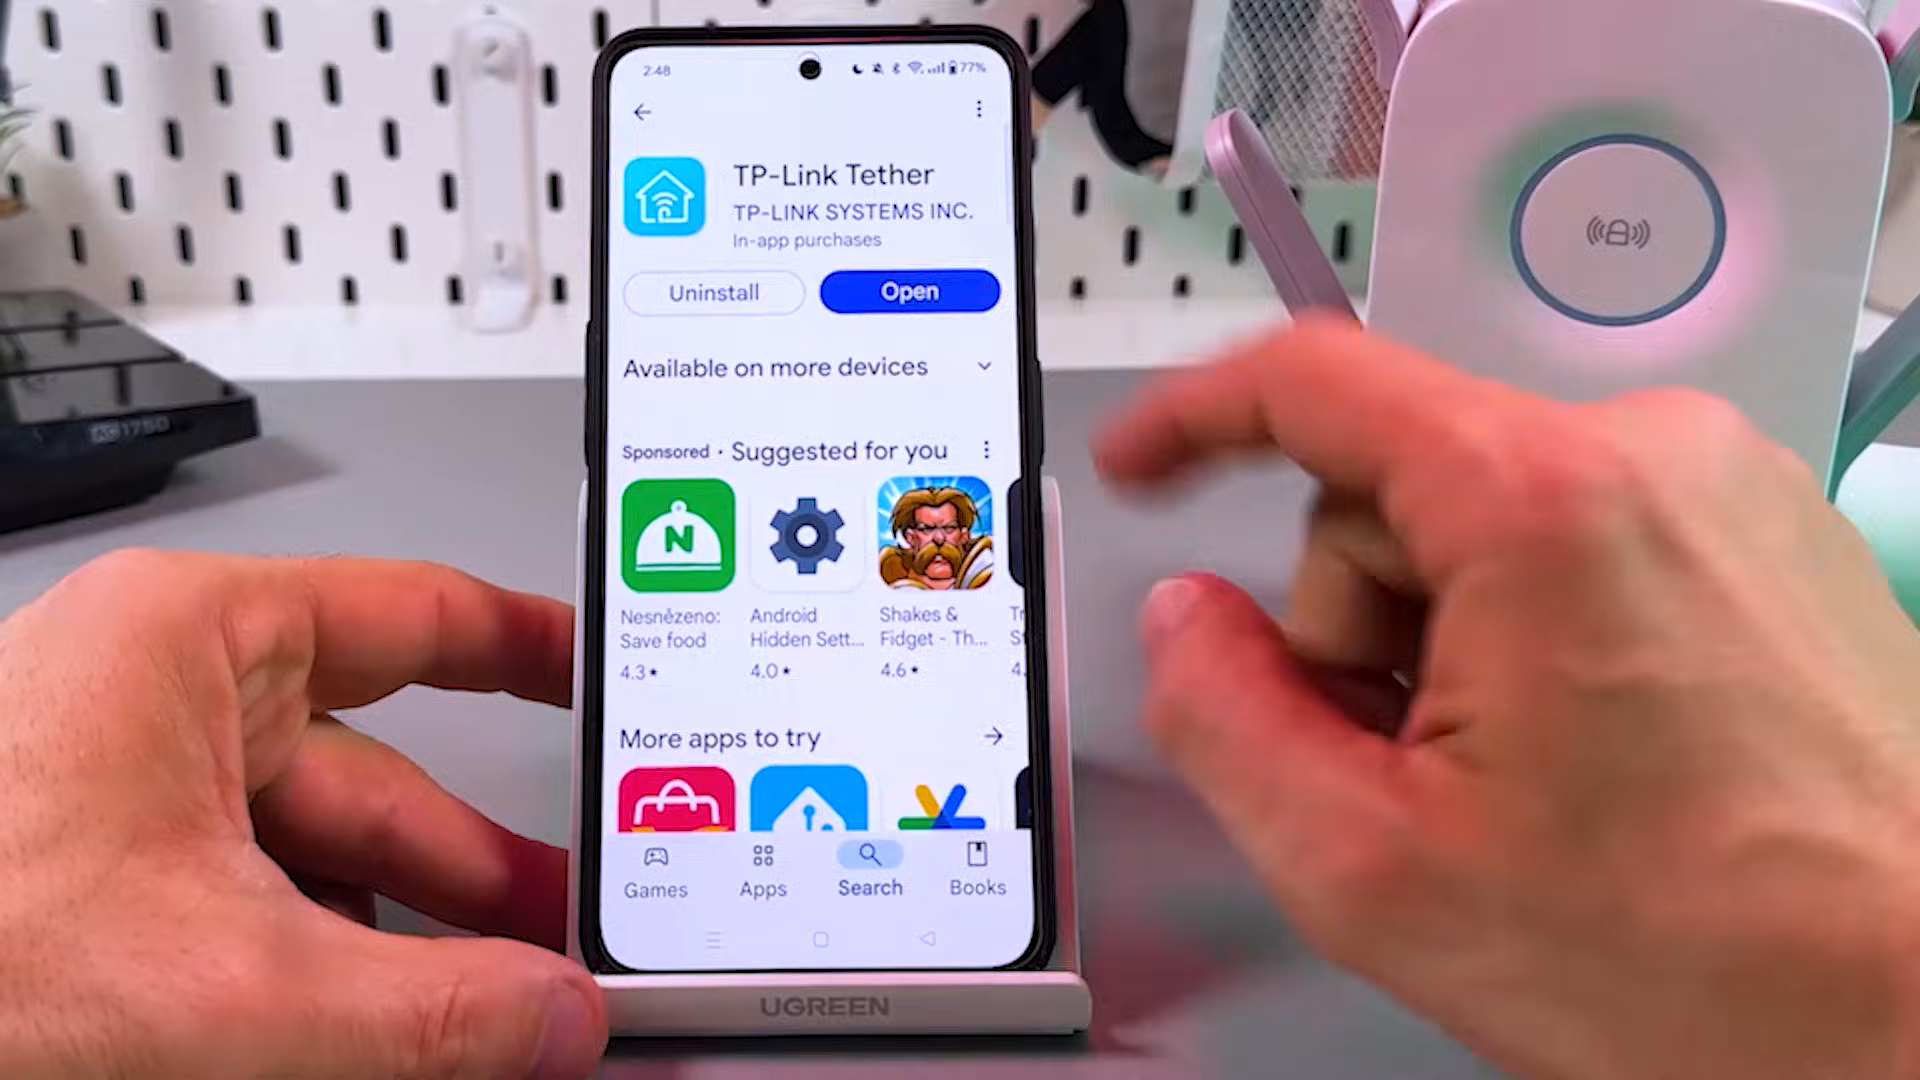 2:48
77%
TP-Link Tether
TP-LINK SYSTEMS INC.
In-app purchases
Uninstall
Open
Available on more devices
Sponsored • Suggested for you
N
Nesnězeno:
Save food
4.3★
Android
Hidden Sett...
4.0★
Shakes &
Fidget - Th...
4.6★
More apps to try
Games
Apps
Search
Books
UGREEN
AC1750